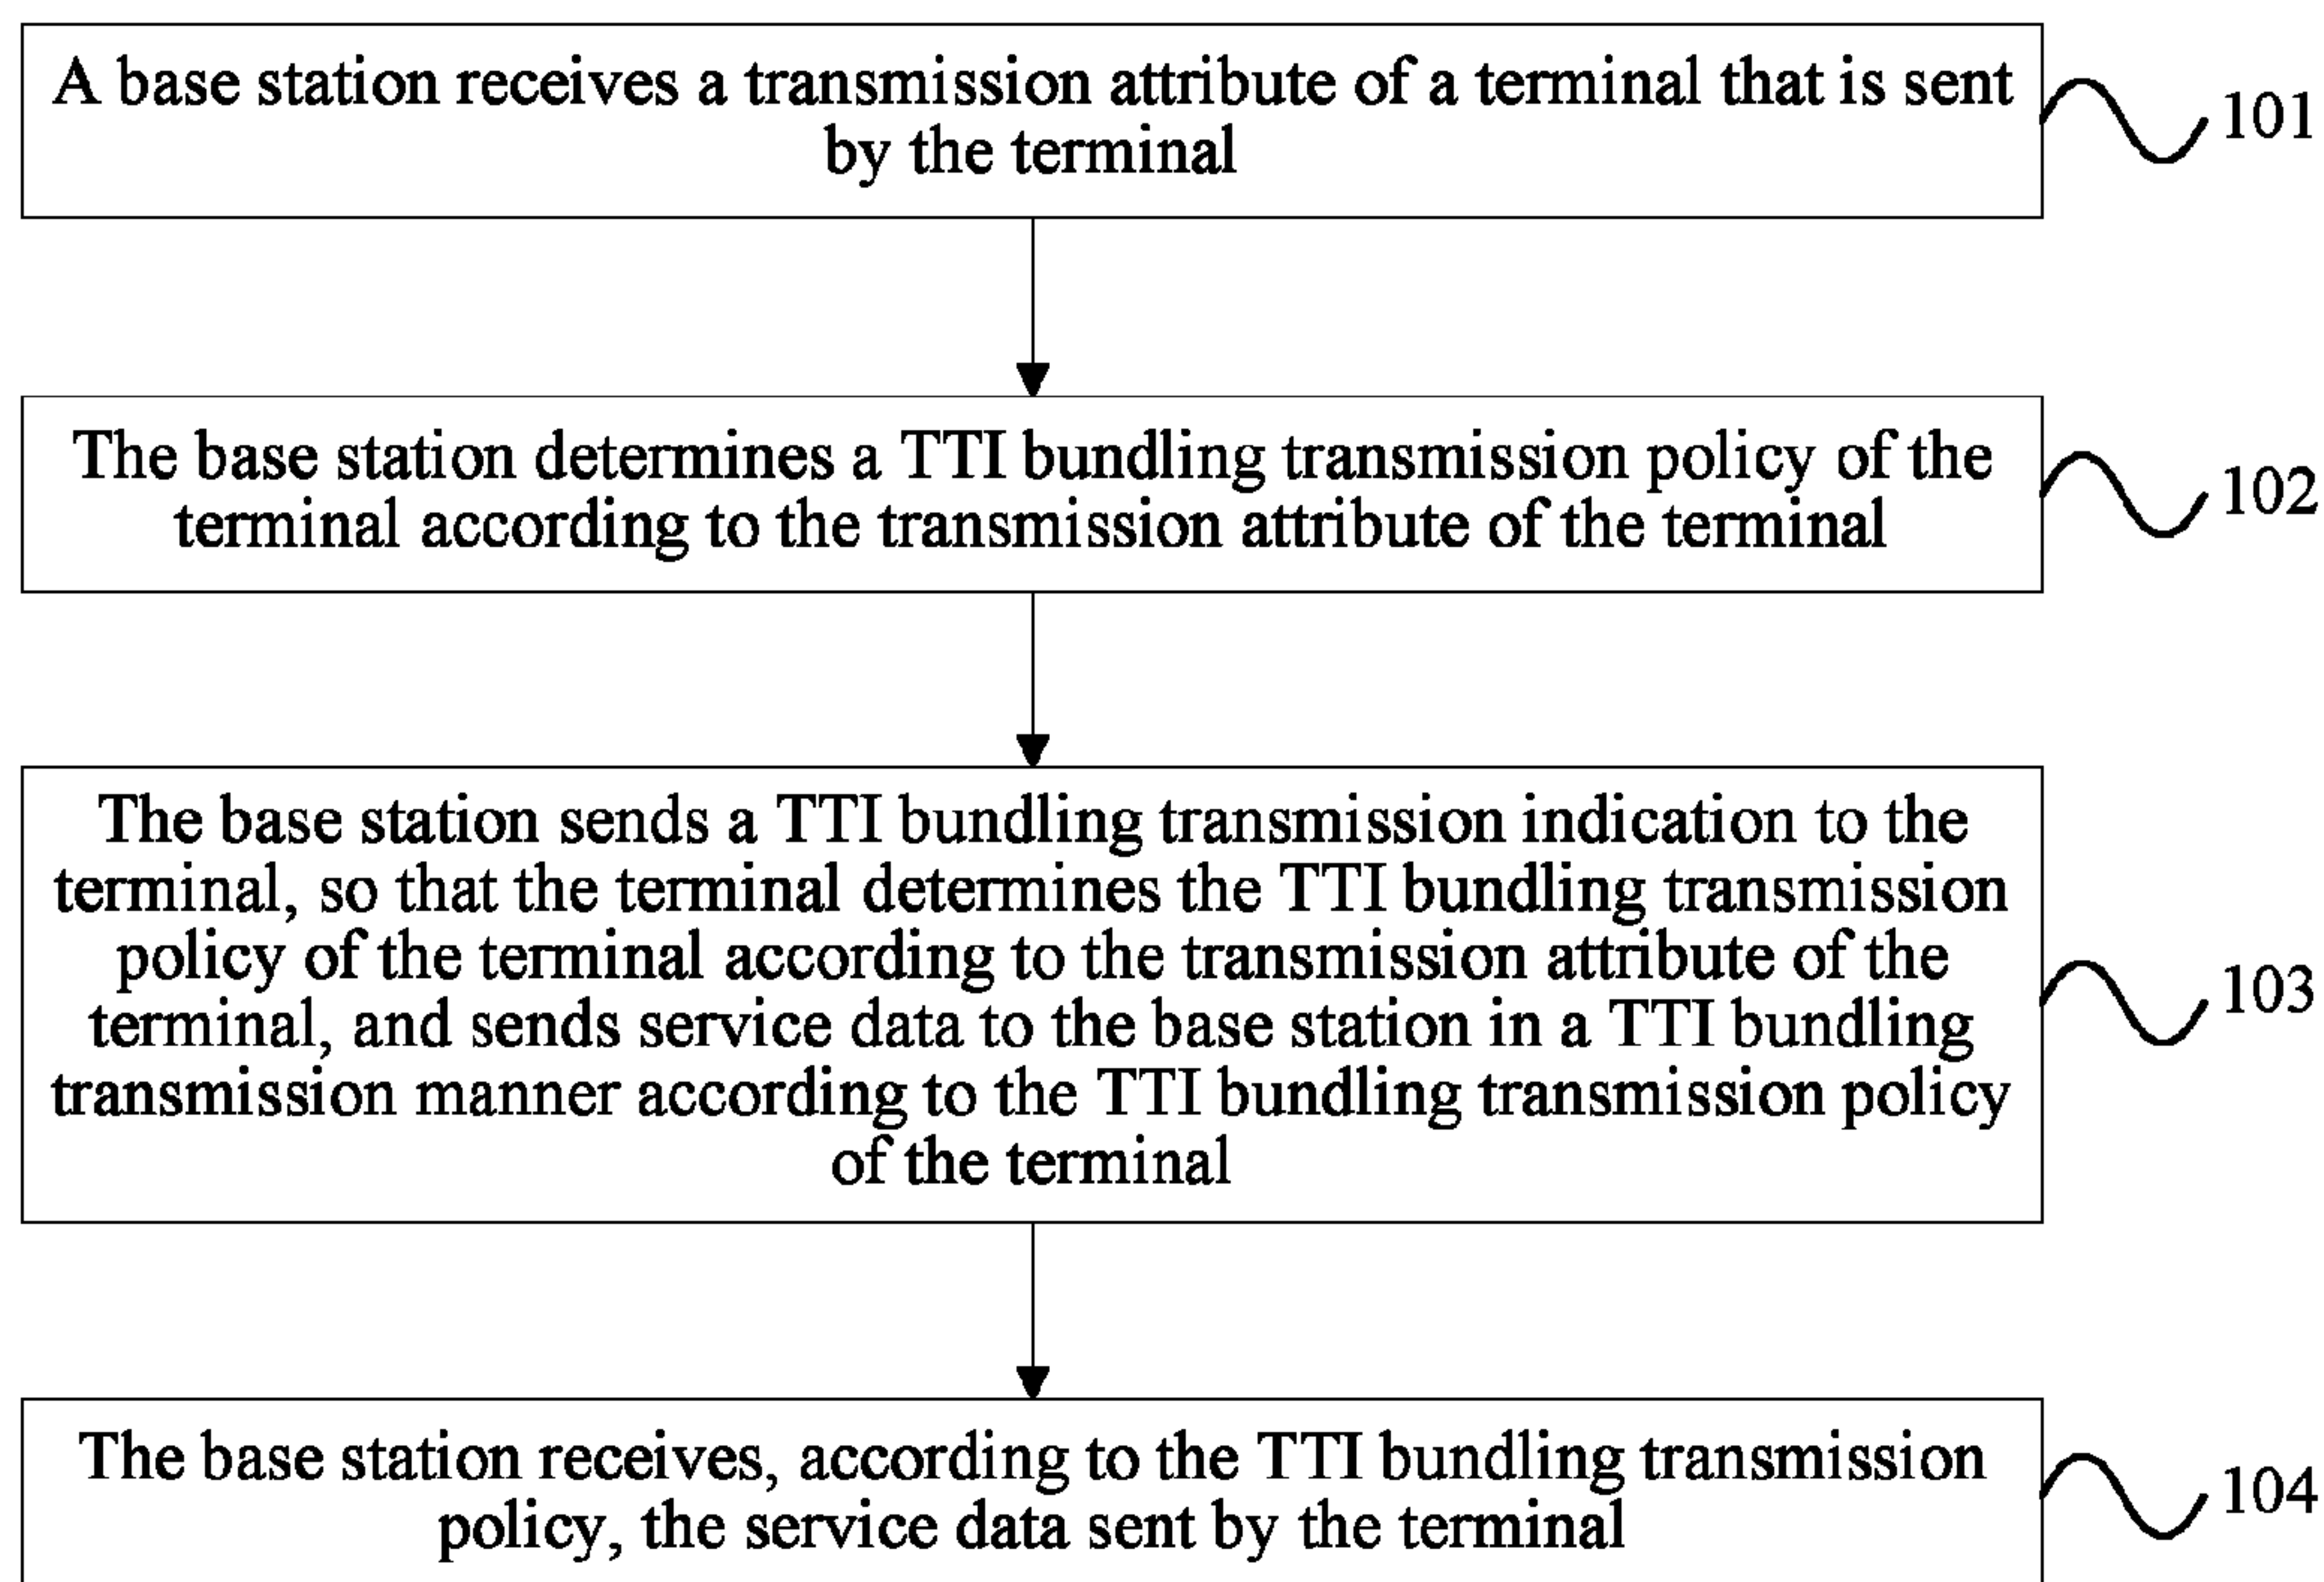 A base station receives a transmission attribute of a terminal that is sent
by the terminal
101
The base station determines a TTI bundling transmission policy of the
terminal according to the transmission attribute of the terminal
102
The base station sends a TTI bundling transmission indication to the
terminal, so that the terminal determines the TTI bundling transmission
policy of the terminal according to the transmission attribute of the
terminal, and sends service data to the base station in a TTI bundling
transmission manner according to the TTI bundling transmission policy
of the terminal
103
The base station receives, according to the TTI bundling transmission
policy, the service data sent by the terminal
104